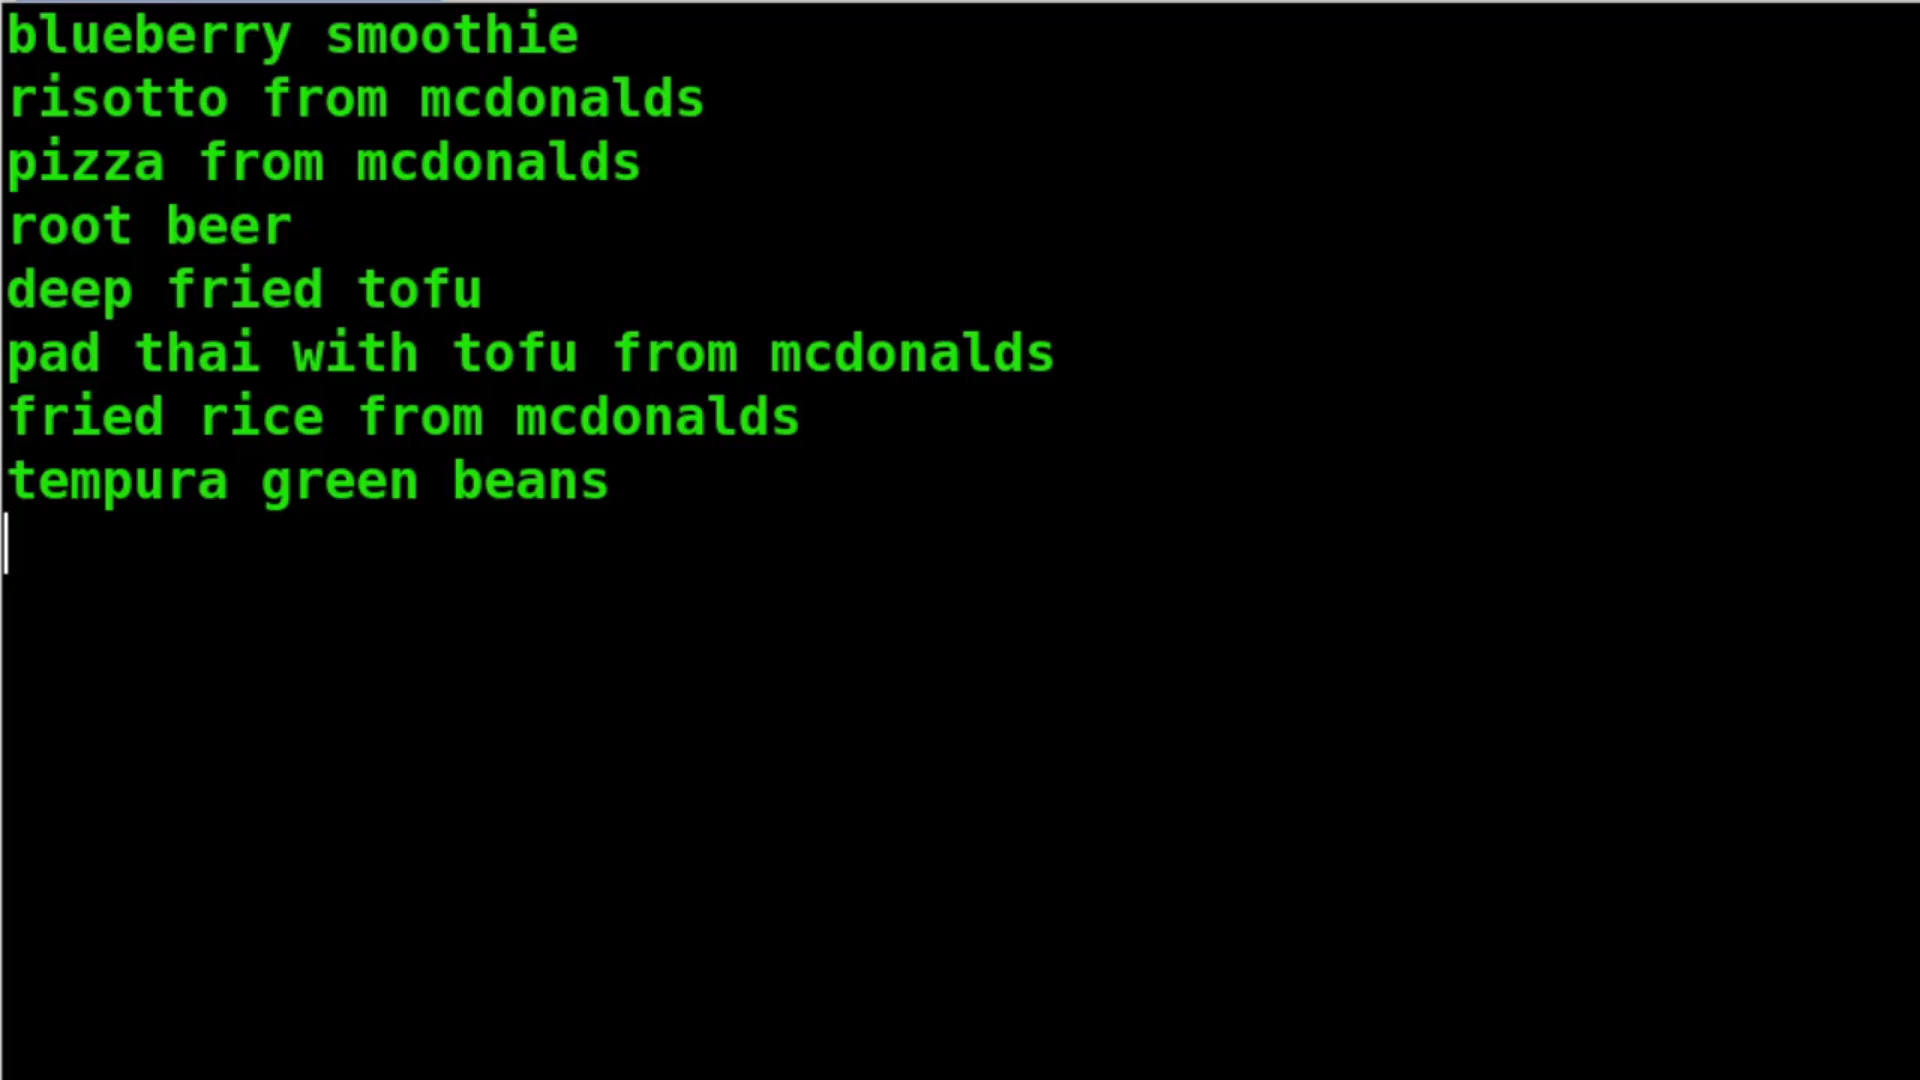 blueberry smoothie
risotto from mcdonalds
pizza from mcdonalds
root beer
deep fried tofu
pad thai with tofu from mcdonalds
fried rice from mcdonalds
tempura green beans